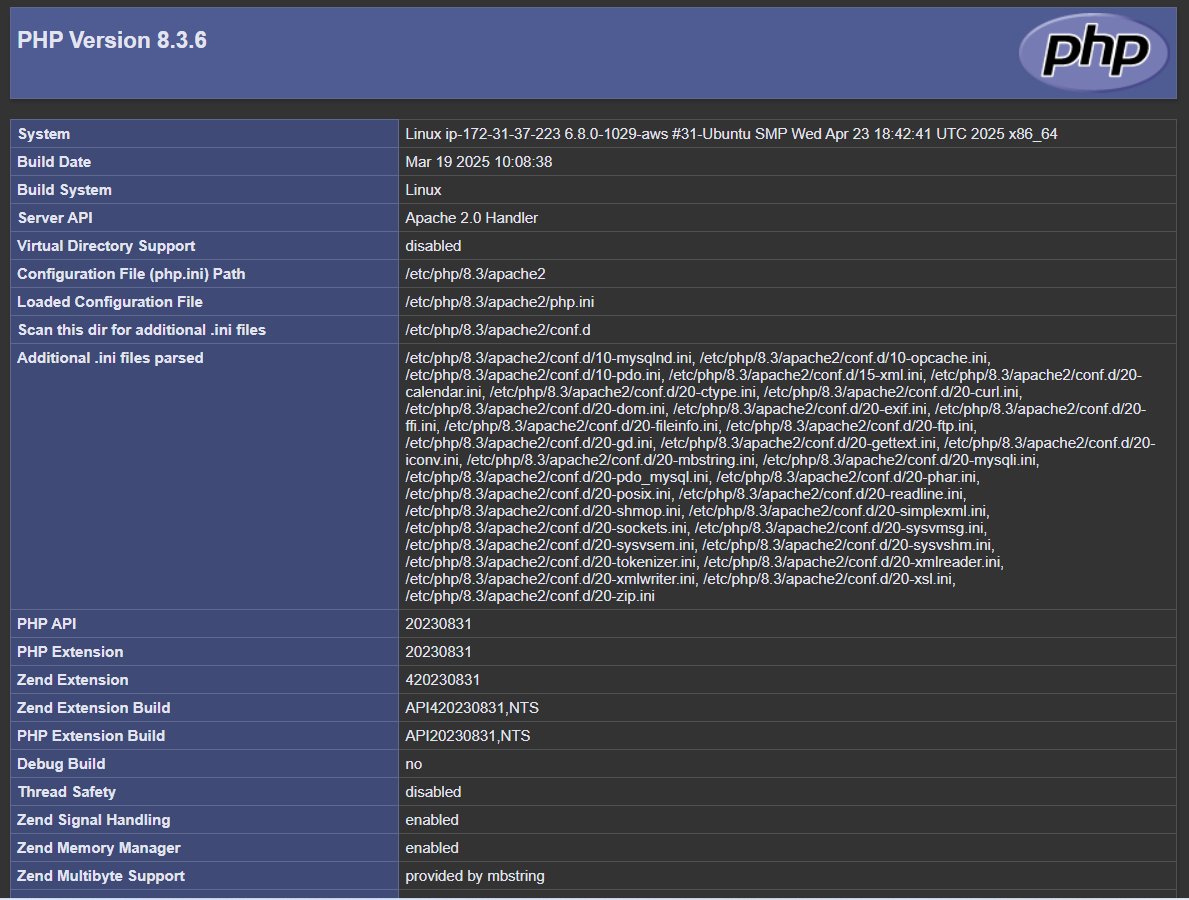 PHP Version 8.3.6
php
System Linux ip-172-31-37-223 6.8.0-1029-aws #31-Ubuntu SMP Wed Apr 23 18:42:41 UTC 2025 x86_64
Build Date Mar 19 2025 10:08:38
Build System Linux
Server API Apache 2.0 Handler
Virtual Directory Support disabled
Configuration File (php.ini) Path /etc/php/8.3/apache2
Loaded Configuration File /etc/php/8.3/apache2/php.ini
Scan this dir for additional .ini files /etc/php/8.3/apache2/conf.d
Additional .ini files parsed /etc/php/8.3/apache2/conf.d/10-mysqlnd.ini, /etc/php/8.3/apache2/conf.d/10-opcache.ini,
/etc/php/8.3/apache2/conf.d/10-pdo.ini, /etc/php/8.3/apache2/conf.d/15-xml.ini, /etc/php/8.3/apache2/conf.d/20-
calendar.ini, /etc/php/8.3/apache2/conf.d/20-ctype.ini, /etc/php/8.3/apache2/conf.d/20-curl.ini,
/etc/php/8.3/apache2/conf.d/20-dom.ini, /etc/php/8.3/apache2/conf.d/20-exif.ini, /etc/php/8.3/apache2/conf.d/20-
ffi.ini, /etc/php/8.3/apache2/conf.d/20-fileinfo.ini, /etc/php/8.3/apache2/conf.d/20-ftp.ini,
/etc/php/8.3/apache2/conf.d/20-gd.ini, /etc/php/8.3/apache2/conf.d/20-gettext.ini, /etc/php/8.3/apache2/conf.d/20-
iconv.ini, /etc/php/8.3/apache2/conf.d/20-mbstring.ini, /etc/php/8.3/apache2/conf.d/20-mysqli.ini,
/etc/php/8.3/apache2/conf.d/20-pdo_mysql.ini, /etc/php/8.3/apache2/conf.d/20-phar.ini,
/etc/php/8.3/apache2/conf.d/20-posix.ini, /etc/php/8.3/apache2/conf.d/20-readline.ini,
/etc/php/8.3/apache2/conf.d/20-shmop.ini, /etc/php/8.3/apache2/conf.d/20-simplexml.ini,
/etc/php/8.3/apache2/conf.d/20-sockets.ini, /etc/php/8.3/apache2/conf.d/20-sysvmsg.ini,
/etc/php/8.3/apache2/conf.d/20-sysvsem.ini, /etc/php/8.3/apache2/conf.d/20-sysvshm.ini,
/etc/php/8.3/apache2/conf.d/20-tokenizer.ini, /etc/php/8.3/apache2/conf.d/20-xmlreader.ini,
/etc/php/8.3/apache2/conf.d/20-xmlwriter.ini, /etc/php/8.3/apache2/conf.d/20-xsl.ini,
/etc/php/8.3/apache2/conf.d/20-zip.ini
PHP API 20230831
PHP Extension 20230831
Zend Extension 420230831
Zend Extension Build API420230831,NTS
PHP Extension Build API20230831,NTS
Debug Build no
Thread Safety disabled
Zend Signal Handling enabled
Zend Memory Manager enabled
Zend Multibyte Support provided by mbstring